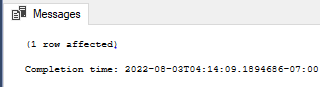 Messages
(1 row affected)
Completion time: 2022-08-03T04:14:09.1894686-07:00